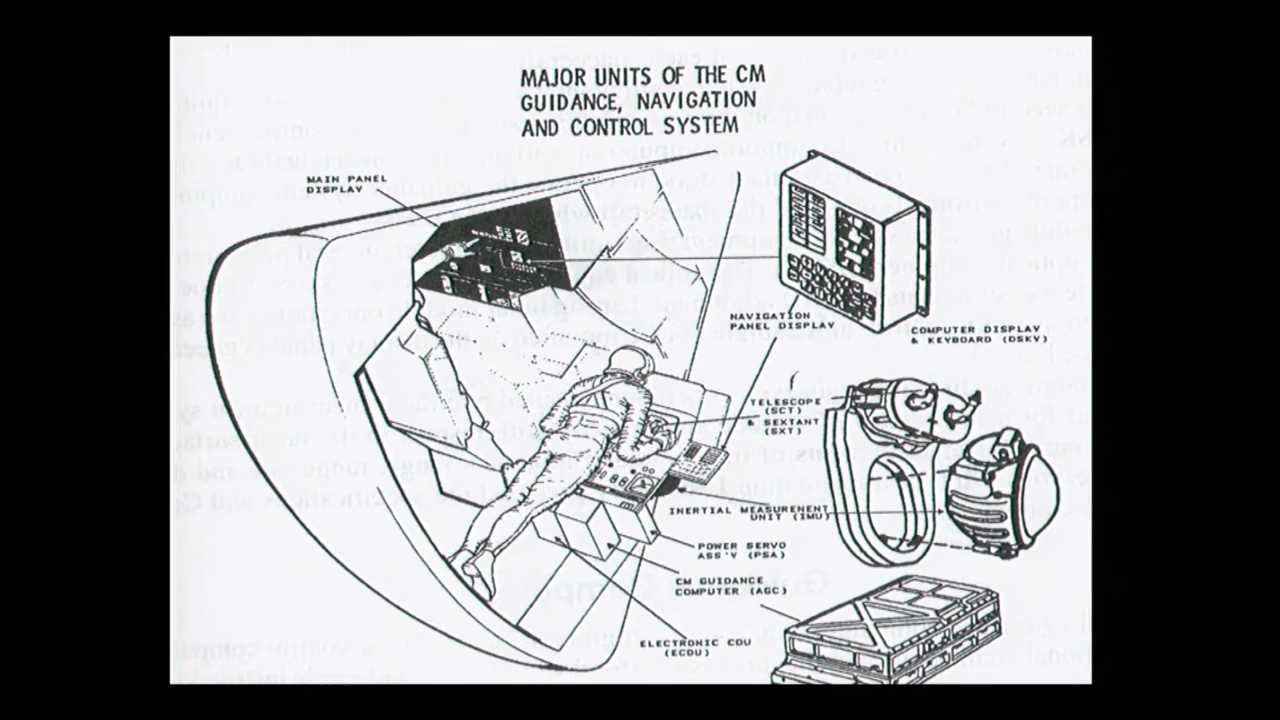 MAJOR UNITS OF THE CM
GUIDANCE, NAVIGATION
AND CONTROL SYSTEM
MAIN PANEL
DISPLAY
NAVIGATION
PANEL DISPLAY
COMPUTER DISPLAY
& KEYBOARD (DSKY)
TELESCOPE
(SCT)
& SEXTANT
(SXT)
INERTIAL MEASUREMENT
UNIT (IMU)
POWER SERVO
ASS'Y (PSA)
CM GUIDANCE
COMPUTER (AGC)
ELECTRONIC CDU
(ECDU)